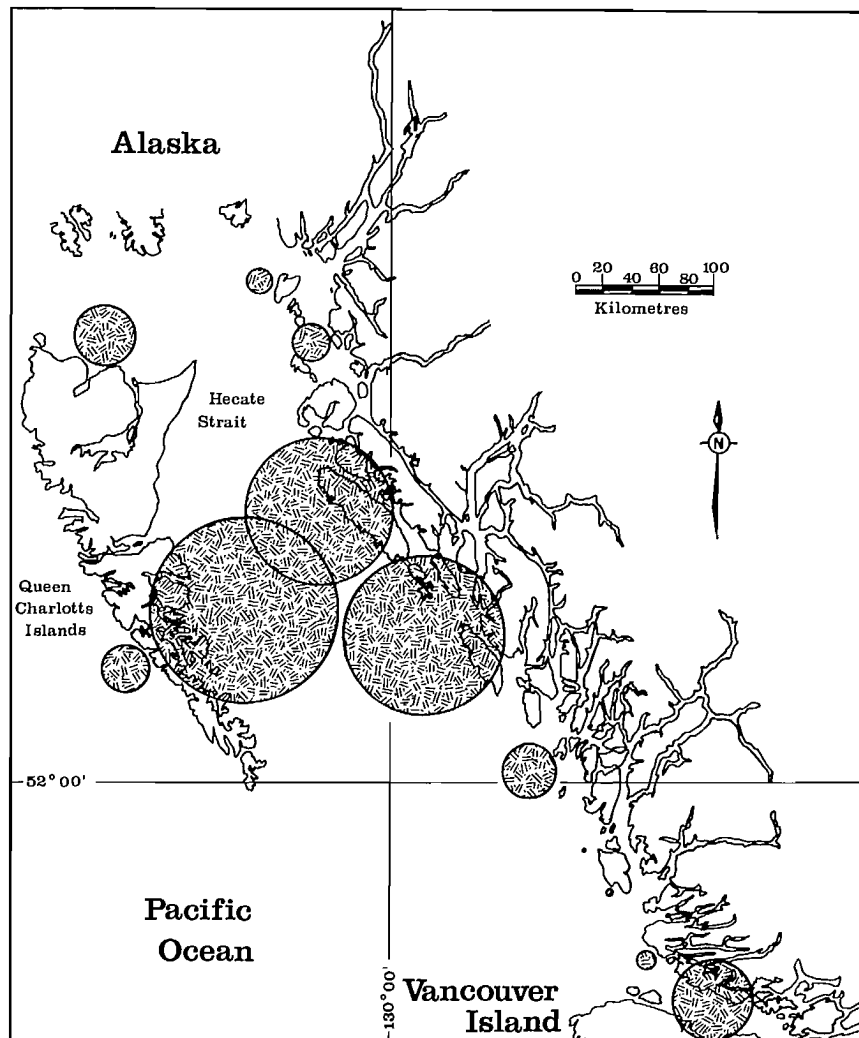 Alaska
0 20 40 60 80 100
Kilometres
Hecate
Strait
N
Queen
Charlotts
Islands
52°00'
Pacific
Ocean
130°00'
Vancouver
Island